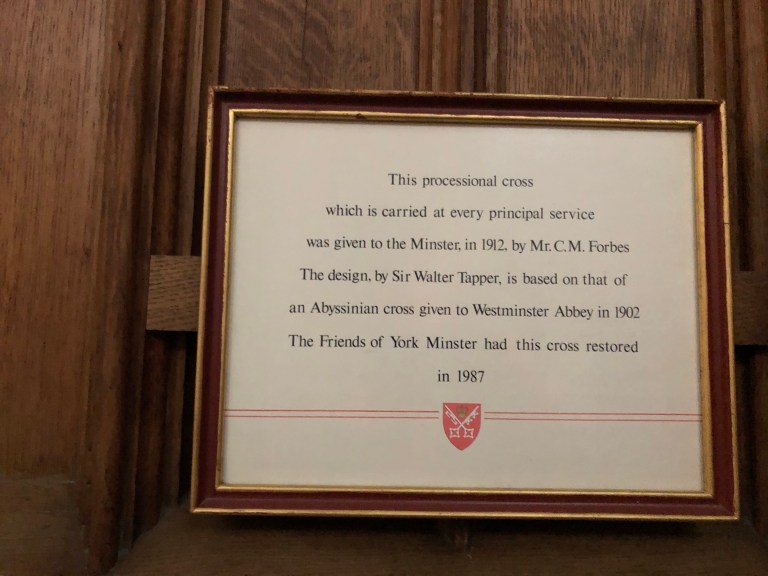 This processional cross
which is carried at every principal service
was given to the Minster, in 1912, by Mr. C. M. Forbes
The design, by Sir Walter Tapper, is based on that of
an Abyssinian cross given to Westminster Abbey in 1902
The Friends of York Minster had this cross restored
in 1987